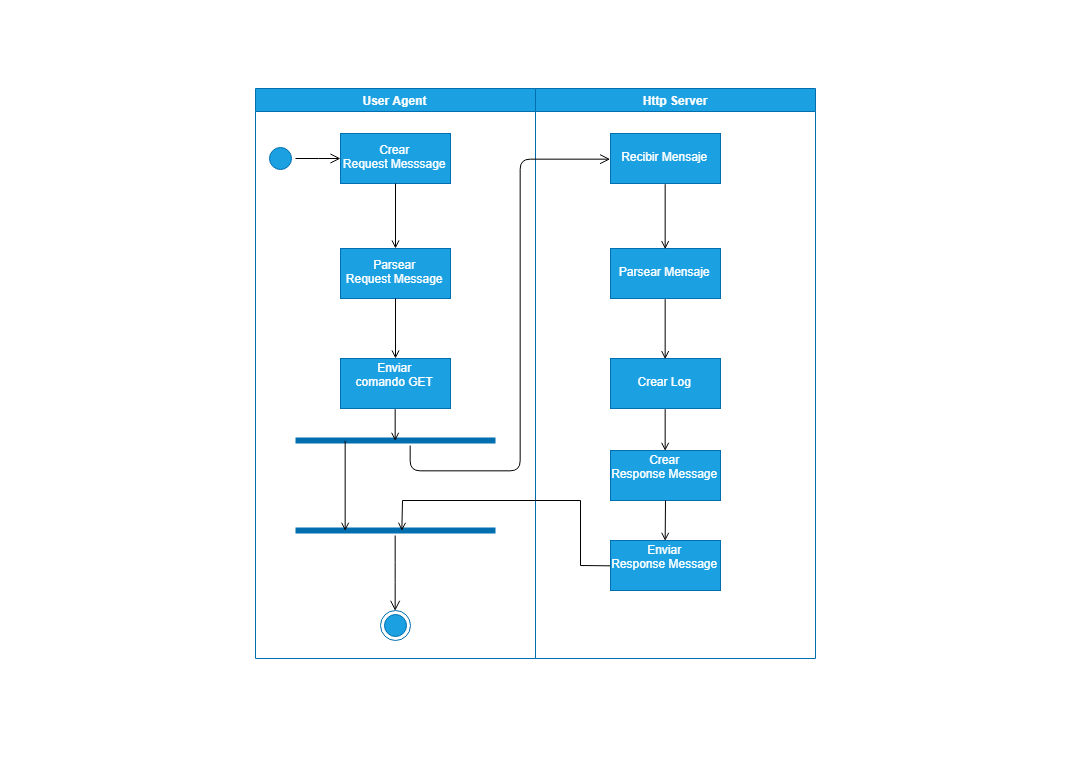 User Agent
Http Server
Crear
Request Messsage
Parsear
Request Message
Enviar
comando GET
Recibir Mensaje
Parsear Mensaje
Crear Log
Crear
Response Message
Enviar
Response Message